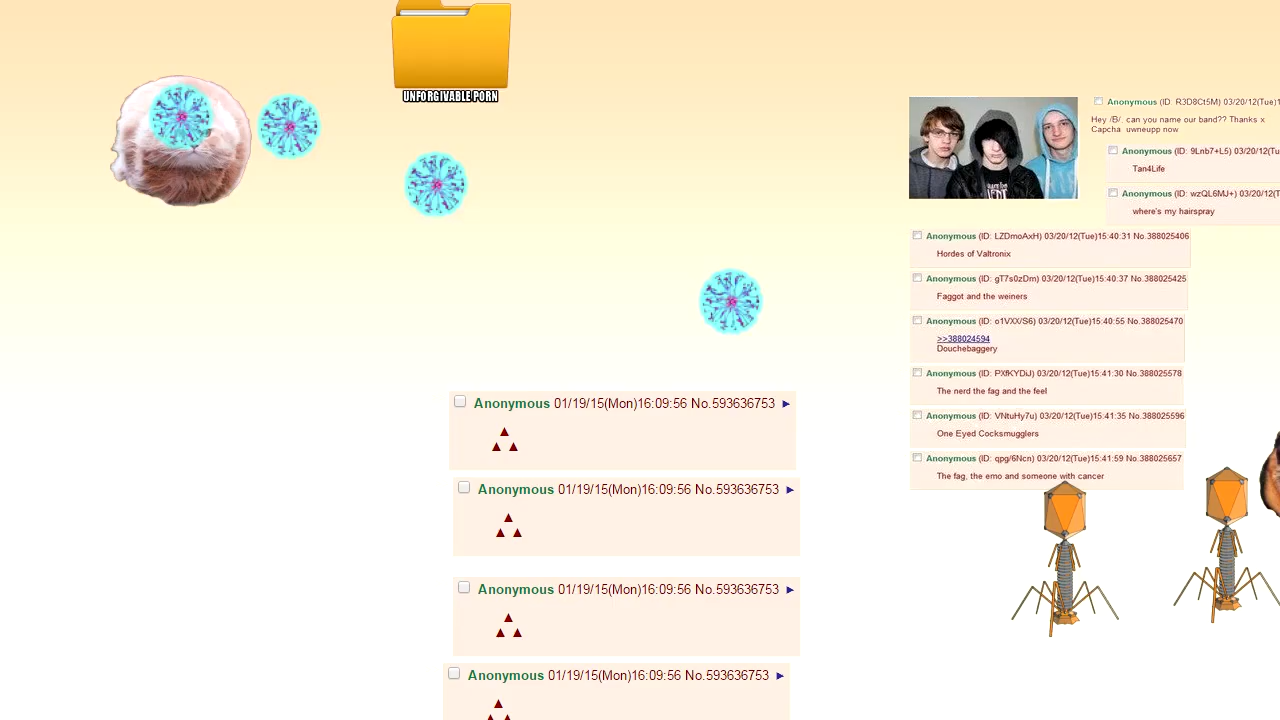 UNFORGIVABLE PORN
Anonymous (ID: R3D8Ct5M) 03/20/12(Tue)1
Hey /B/. can you name our band?? Thanks x
Capcha uwneupp now
Anonymous (ID: 9Lnb7+L5) 03/20/12(Tu
Tan4Life
Anonymous (ID: wzQL6MJ+) 03/20/12(T
where's my hairspray
Anonymous (ID: LZDmoAxH) 03/20/12(Tue)15:40:31 No.388025406
Hordes of Valtronix
Anonymous (ID: gT7s0zDm) 03/20/12(Tue)15:40:37 No.388025425
Faggot and the weiners
Anonymous (ID: o1VXX/S6) 03/20/12(Tue)15:40:55 No.388025470
>>388024594
Douchebaggery
Anonymous (ID: PXfKYDiJ) 03/20/12(Tue)15:41:30 No.388025578
The nerd the fag and the feel
Anonymous (ID: VNtuHy7u) 03/20/12(Tue)15:41:35 No.388025596
One Eyed Cocksmugglers
Anonymous (ID: qpg/6Ncn) 03/20/12(Tue)15:41:59 No.388025657
The fag, the emo and someone with cancer
Anonymous 01/19/15(Mon)16:09:56 No.593636753 ►
▲
▲ ▲
Anonymous 01/19/15(Mon)16:09:56 No.593636753 ►
▲
▲ ▲
Anonymous 01/19/15(Mon)16:09:56 No.593636753 ►
▲
▲ ▲
Anonymous 01/19/15(Mon)16:09:56 No.593636753 ►
▲
▲ ▲